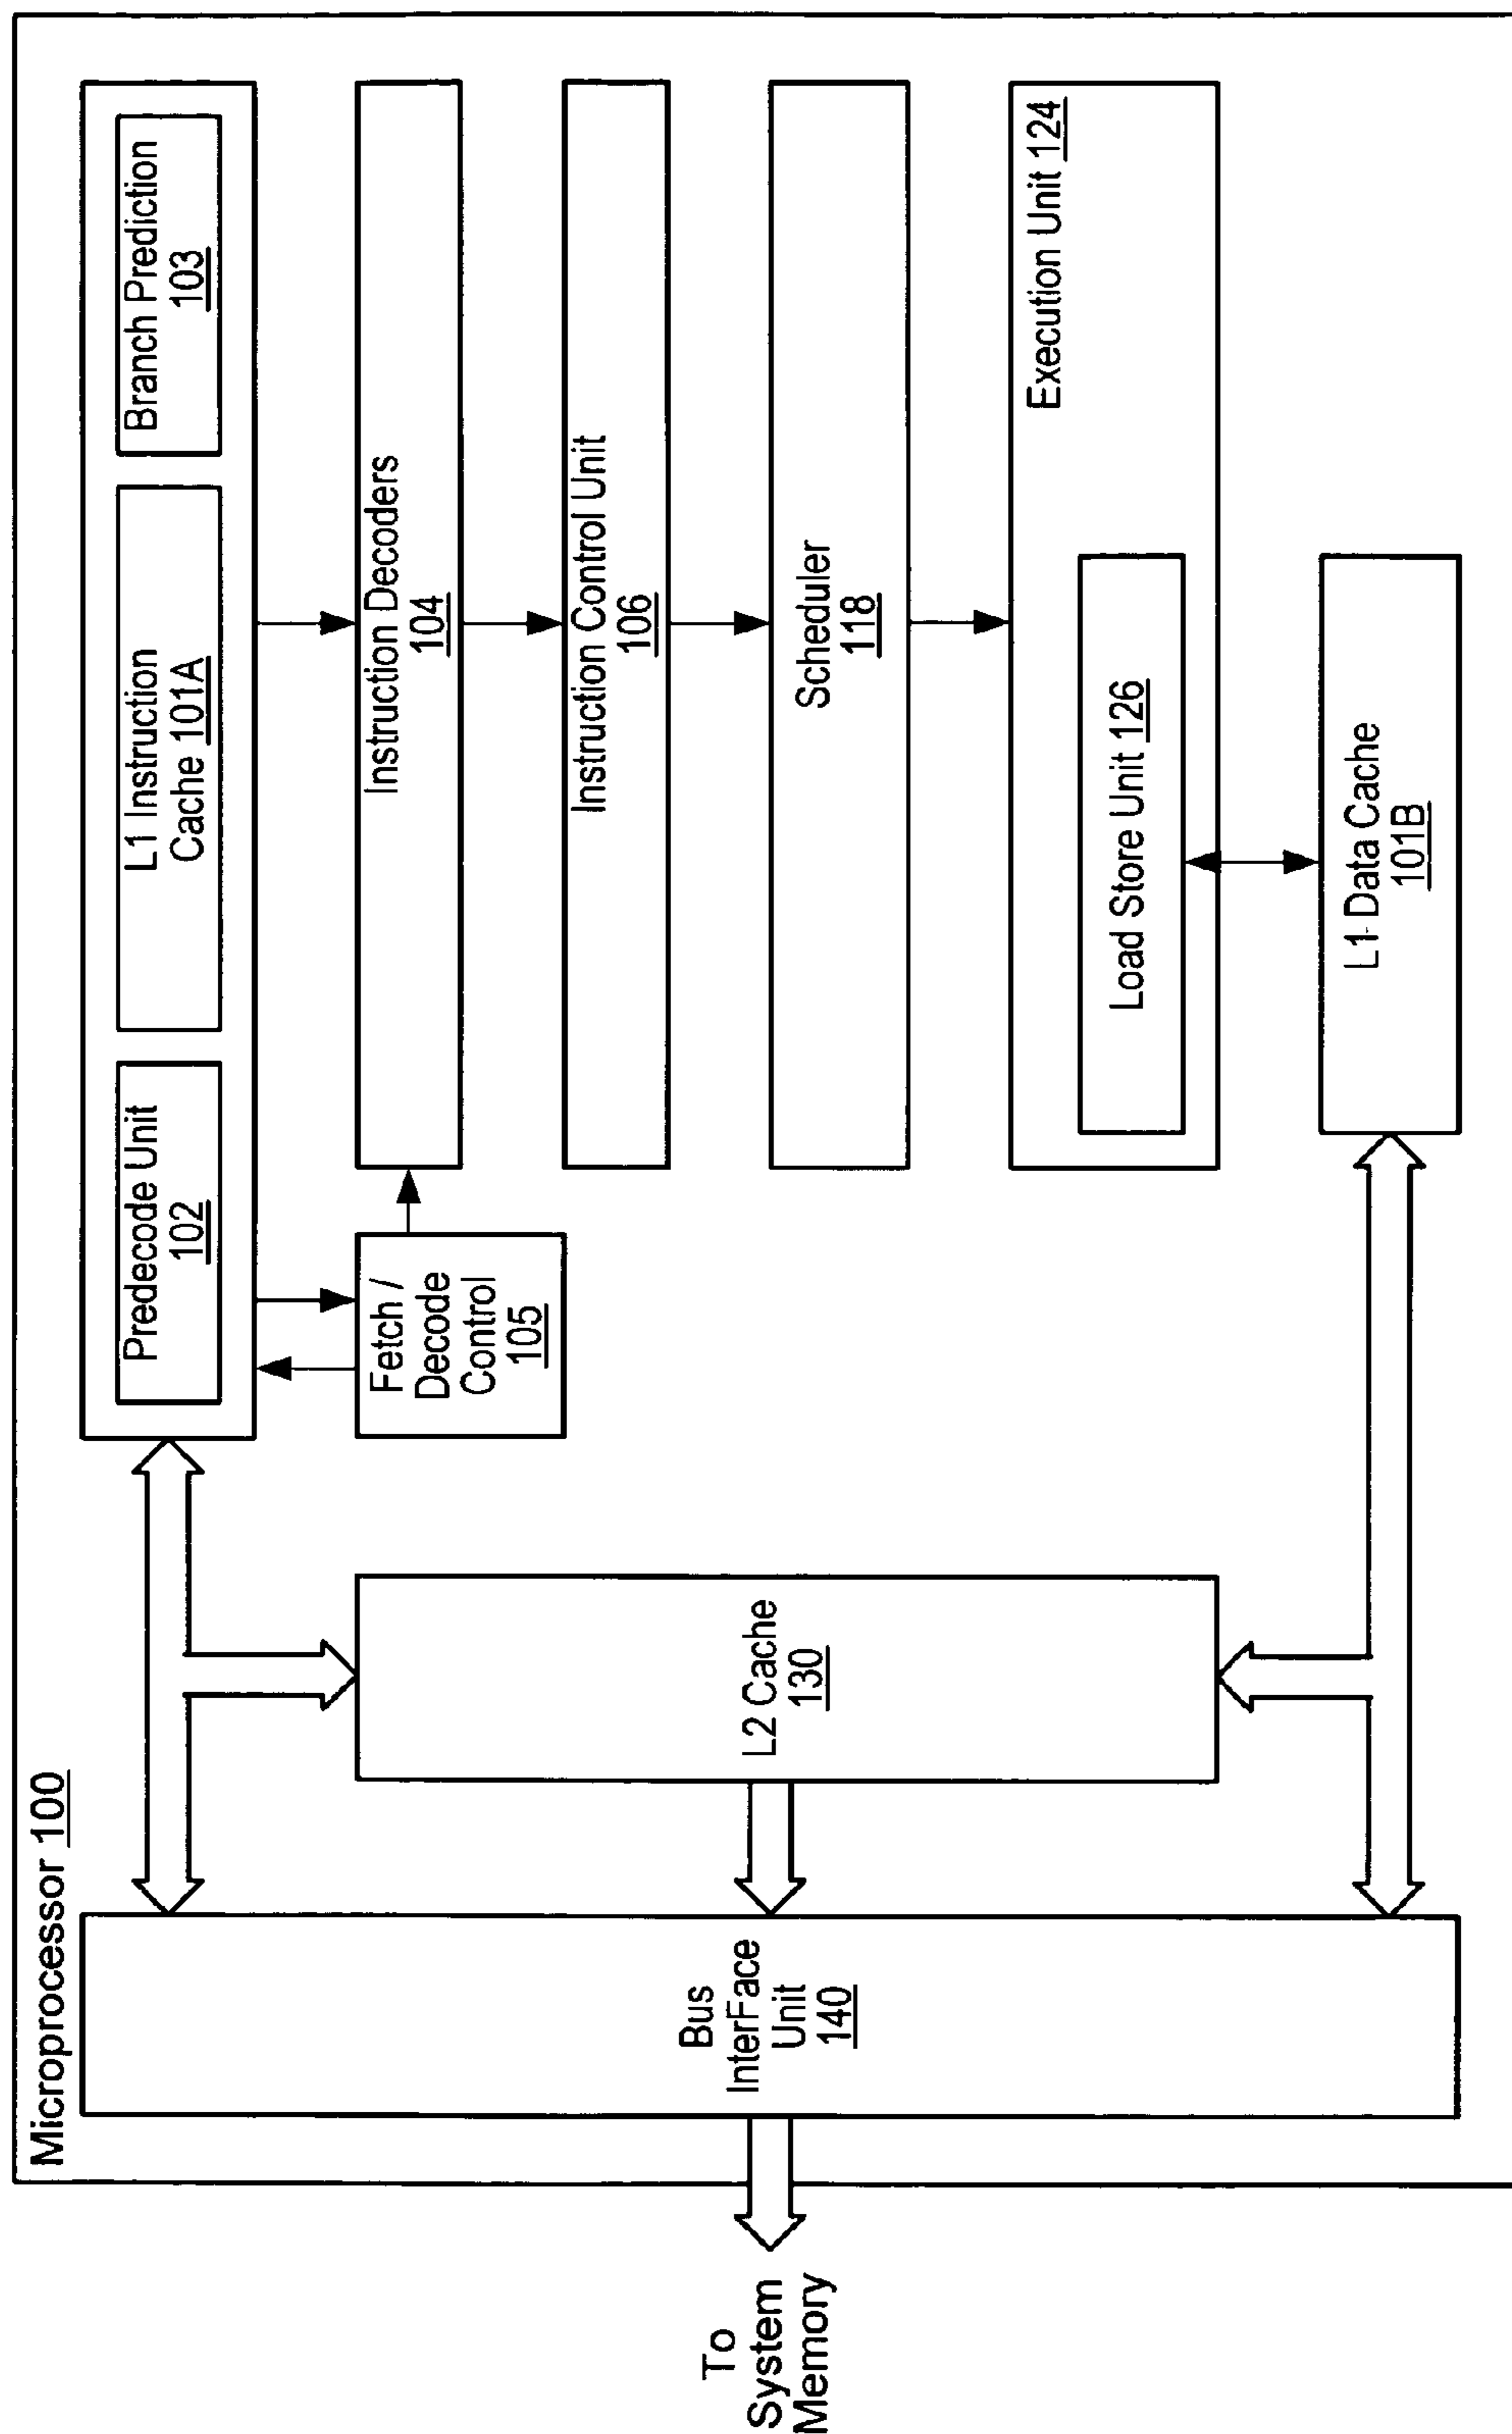 Microprocessor 100
Predecode Unit
102
L1 Instruction
Cache 101A
Branch Prediction
103
Fetch /
Decode
Control
105
Instruction Decoders
104
Instruction Control Unit
106
Scheduler
118
Execution Unit 124
Load Store Unit 126
L1 Data Cache
101B
L2 Cache
130
Bus
InterFace
Unit
140
To
System
Memory